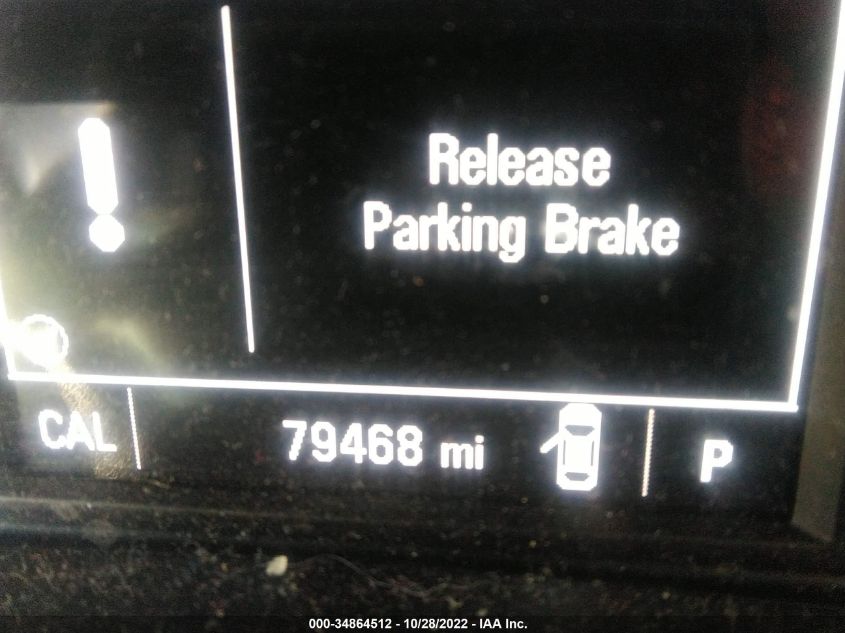 Release
Parking Brake
CAL
79468 mi
P
000-34864512 - 10/28/2022 - IAA Inc.